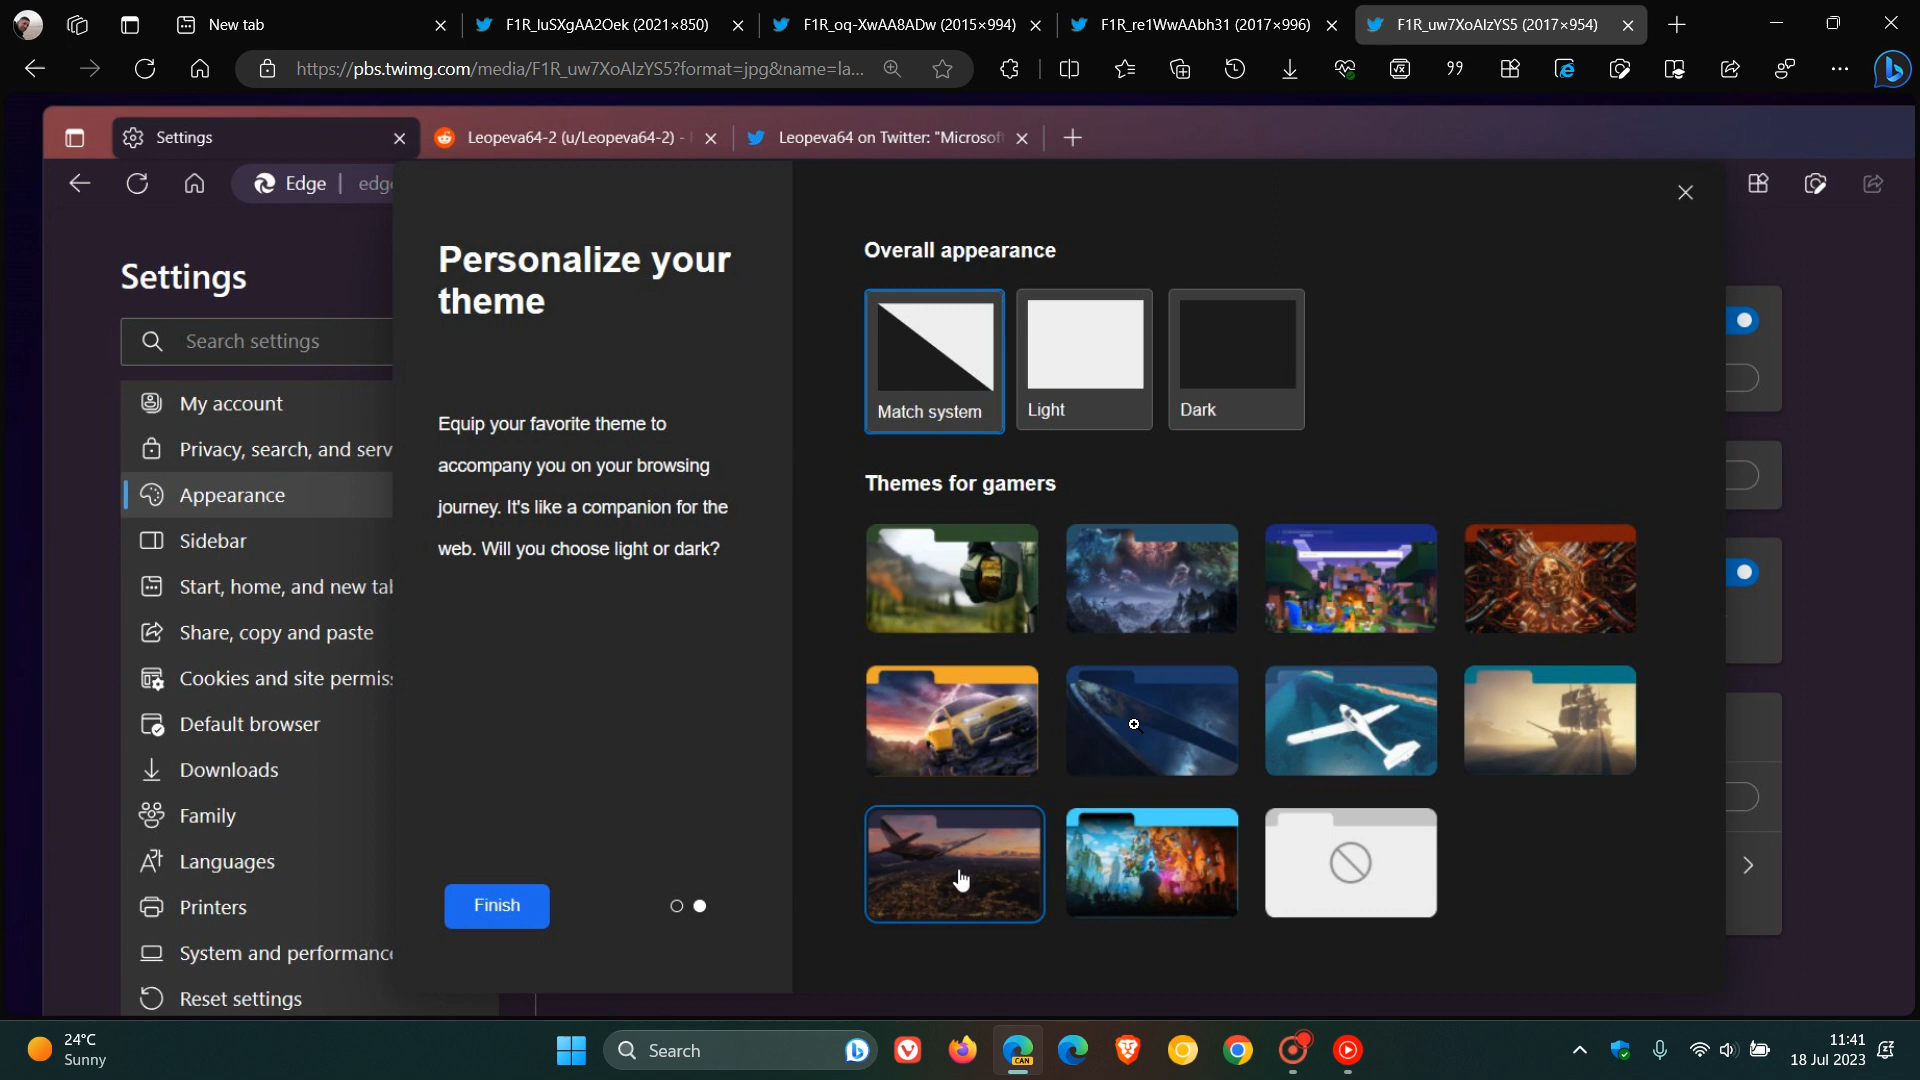 New tab
F1R_luSXgAA2Oek (2021×850)
F1R_oq-XwAA8ADw (2015×994)
F1R_re1WwAAbh31 (2017×996)
F1R_uw7XoAIzYS5 (2017×954)
https://pbs.twimg.com/media/F1R_uw7XoAIzYS5?format=jpg&name=la...
Settings
Leopeva64-2 (u/Leopeva64-2) -
Leopeva64 on Twitter: "Microsof
Edge
edge
Settings
Search settings
My account
Privacy, search, and serv
Appearance
Sidebar
Start, home, and new tab
Share, copy and paste
Cookies and site permis
Default browser
Downloads
Family
Languages
Printers
System and performance
Reset settings
Personalize your
theme
Equip your favorite theme to
accompany you on your browsing
journey. It's like a companion for the
web. Will you choose light or dark?
Finish
Overall appearance
Match system
Light
Dark
Themes for gamers
24°C
Sunny
Search
CAN
11:41
18 Jul 2023